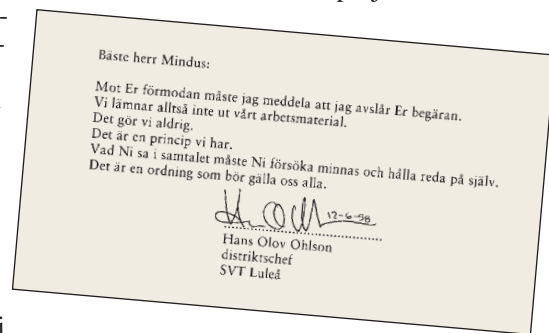 Bäste herr Mindus:
Mot Er förmodan måste jag meddela att jag avslår Er begäran.
Vi lämnar alltså inte ut vårt arbetsmaterial.
Det gör vi aldrig.
Det är en princip vi har.
Vad Ni sa i samtalet måste Ni försöka minnas och hålla reda på själv.
Det är en ordning som bör gälla oss alla.
12-6-98
Hans Olov Ohlson
distriktschef
SVT Luleå